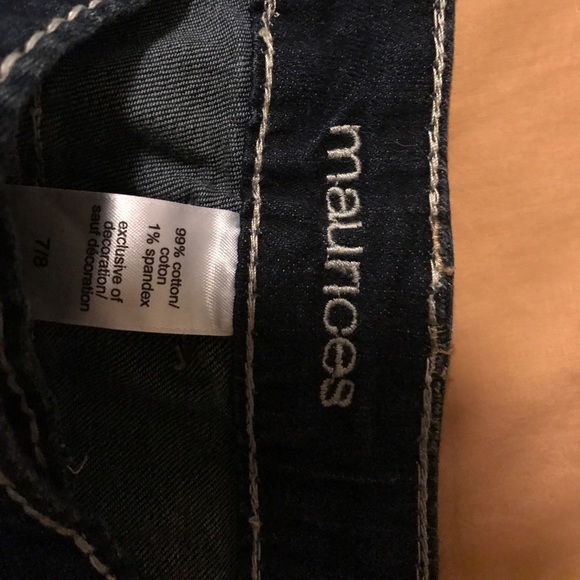 maurices
99% cotton/
coton
1% spandex
exclusive of
decoration/
sauf décoration
7/8